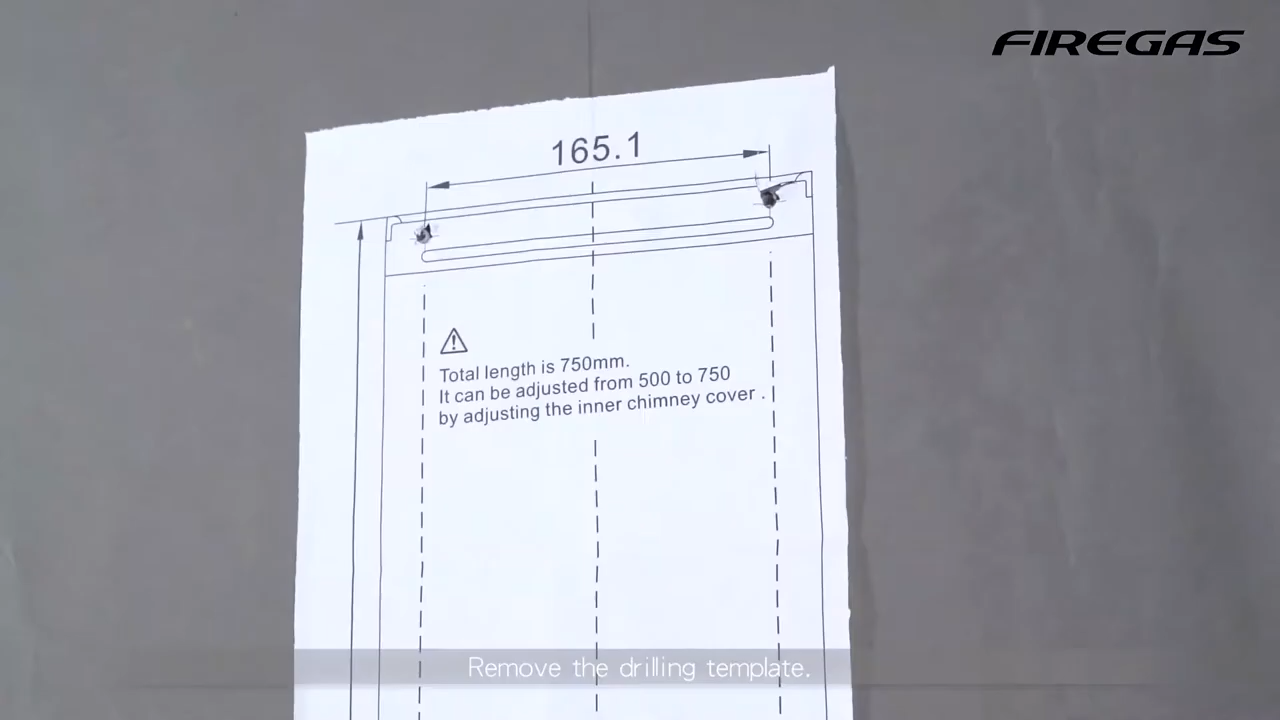 FIREGAS
165.1
Total length is 750mm.
It can be adjusted from 500 to 750
by adjusting the inner chimney cover .
Remove the drilling template.